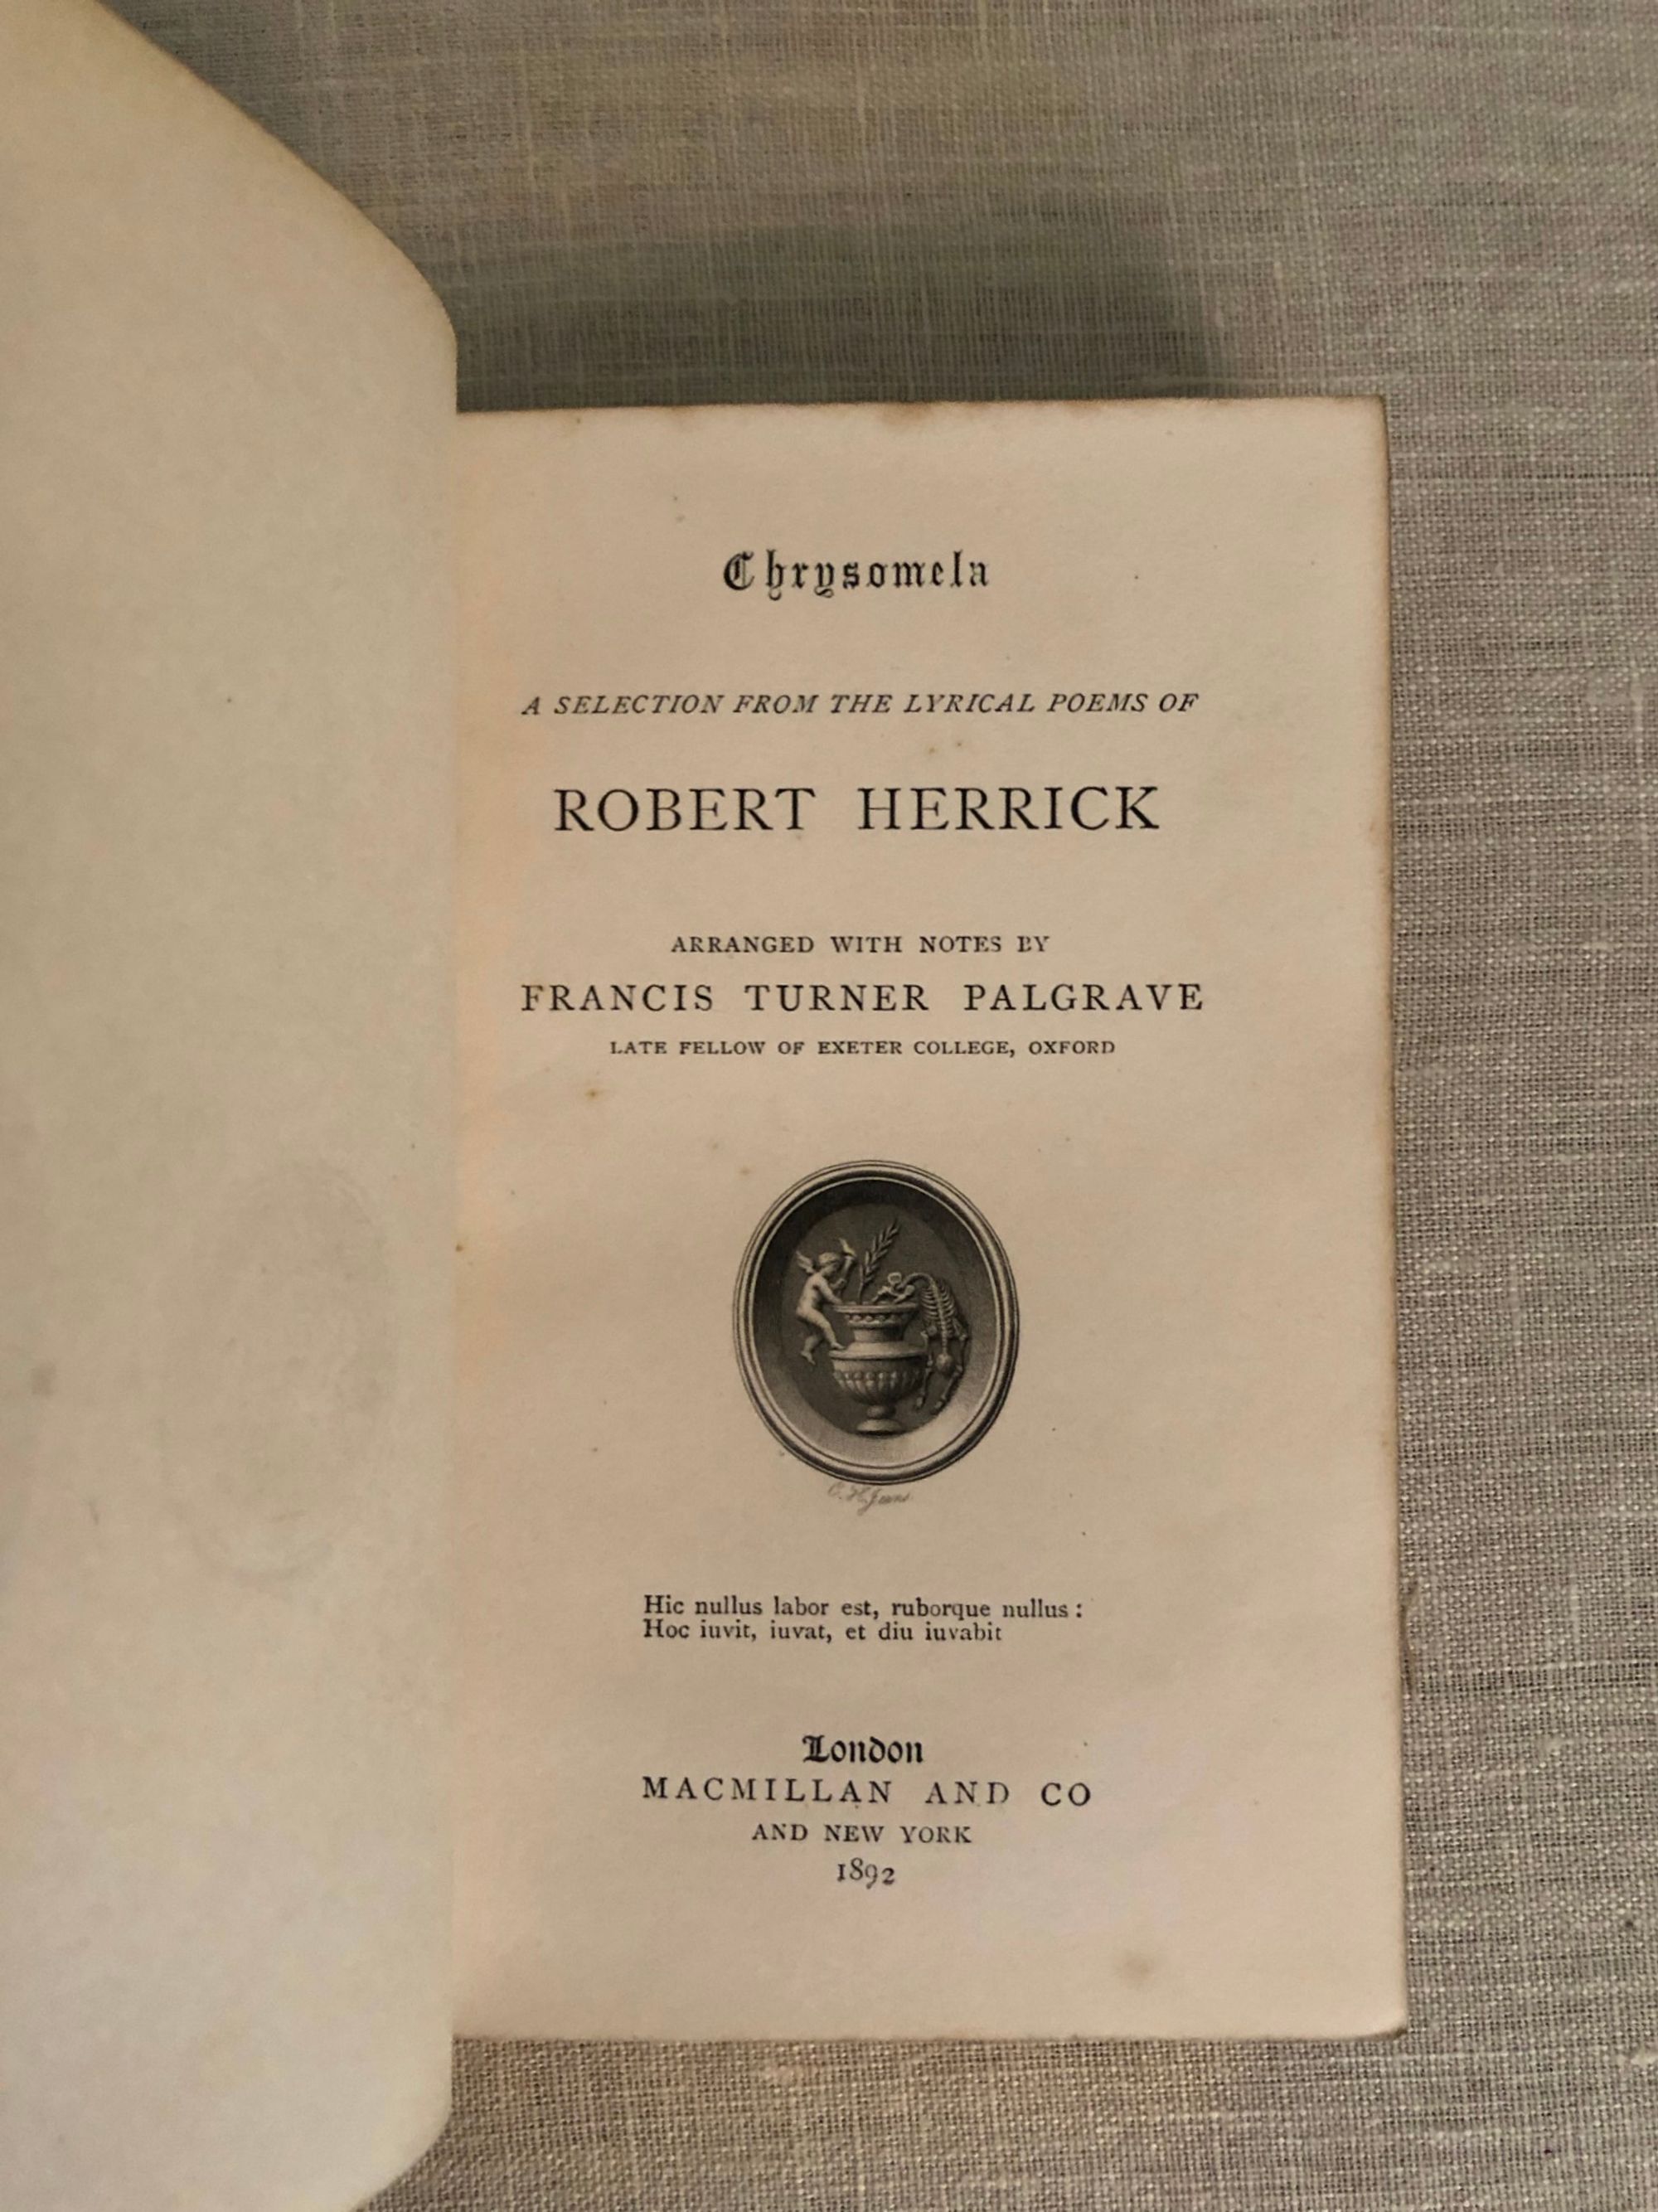 Chrysomela
A SELECTION FROM THE LYRICAL POEMS OF
ROBERT HERRICK
ARRANGED WITH NOTES BY
FRANCIS TURNER PALGRAVE
LATE FELLOW OF EXETER COLLEGE, OXFORD
C. H. Jeens
Hic nullus labor est, ruborque nullus :
Hoc iuvit, iuvat, et diu iuvabit
London
MACMILLAN AND CO
AND NEW YORK
1892